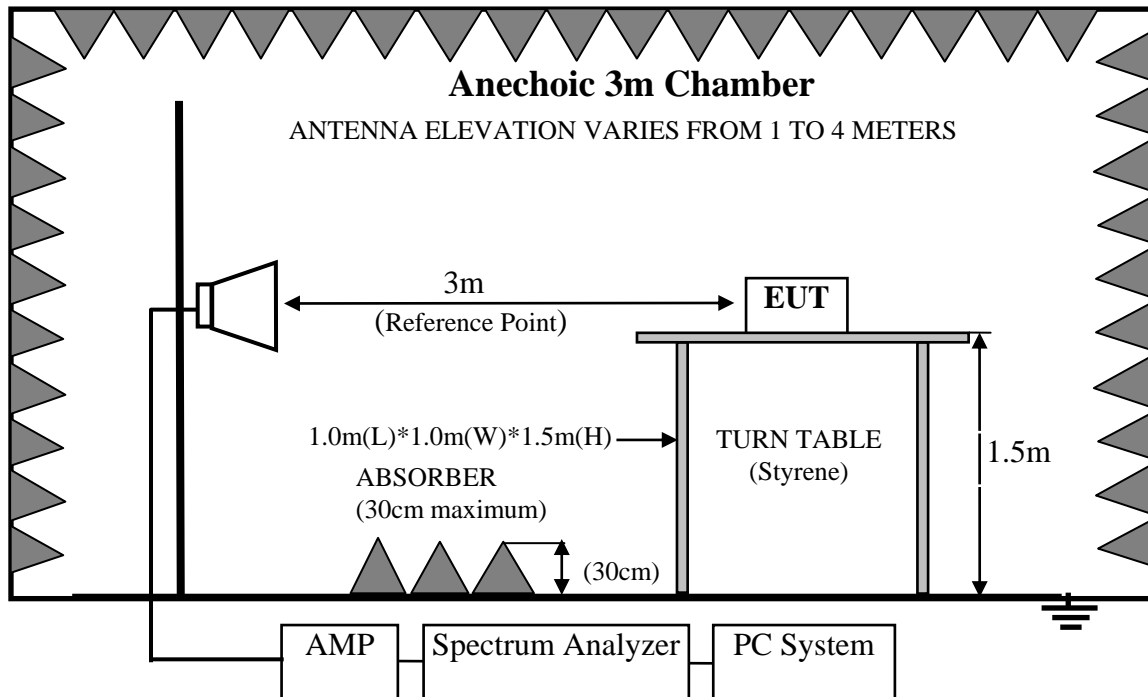 Anechoic 3m Chamber
ANTENNA ELEVATION VARIES FROM 1 TO 4 METERS
3m
(Reference Point)
EUT
1.0m(L)*1.0m(W)*1.5m(H)
TURN TABLE
(Styrene)
1.5m
ABSORBER
(30cm maximum)
(30cm)
AMP
Spectrum Analyzer
PC System